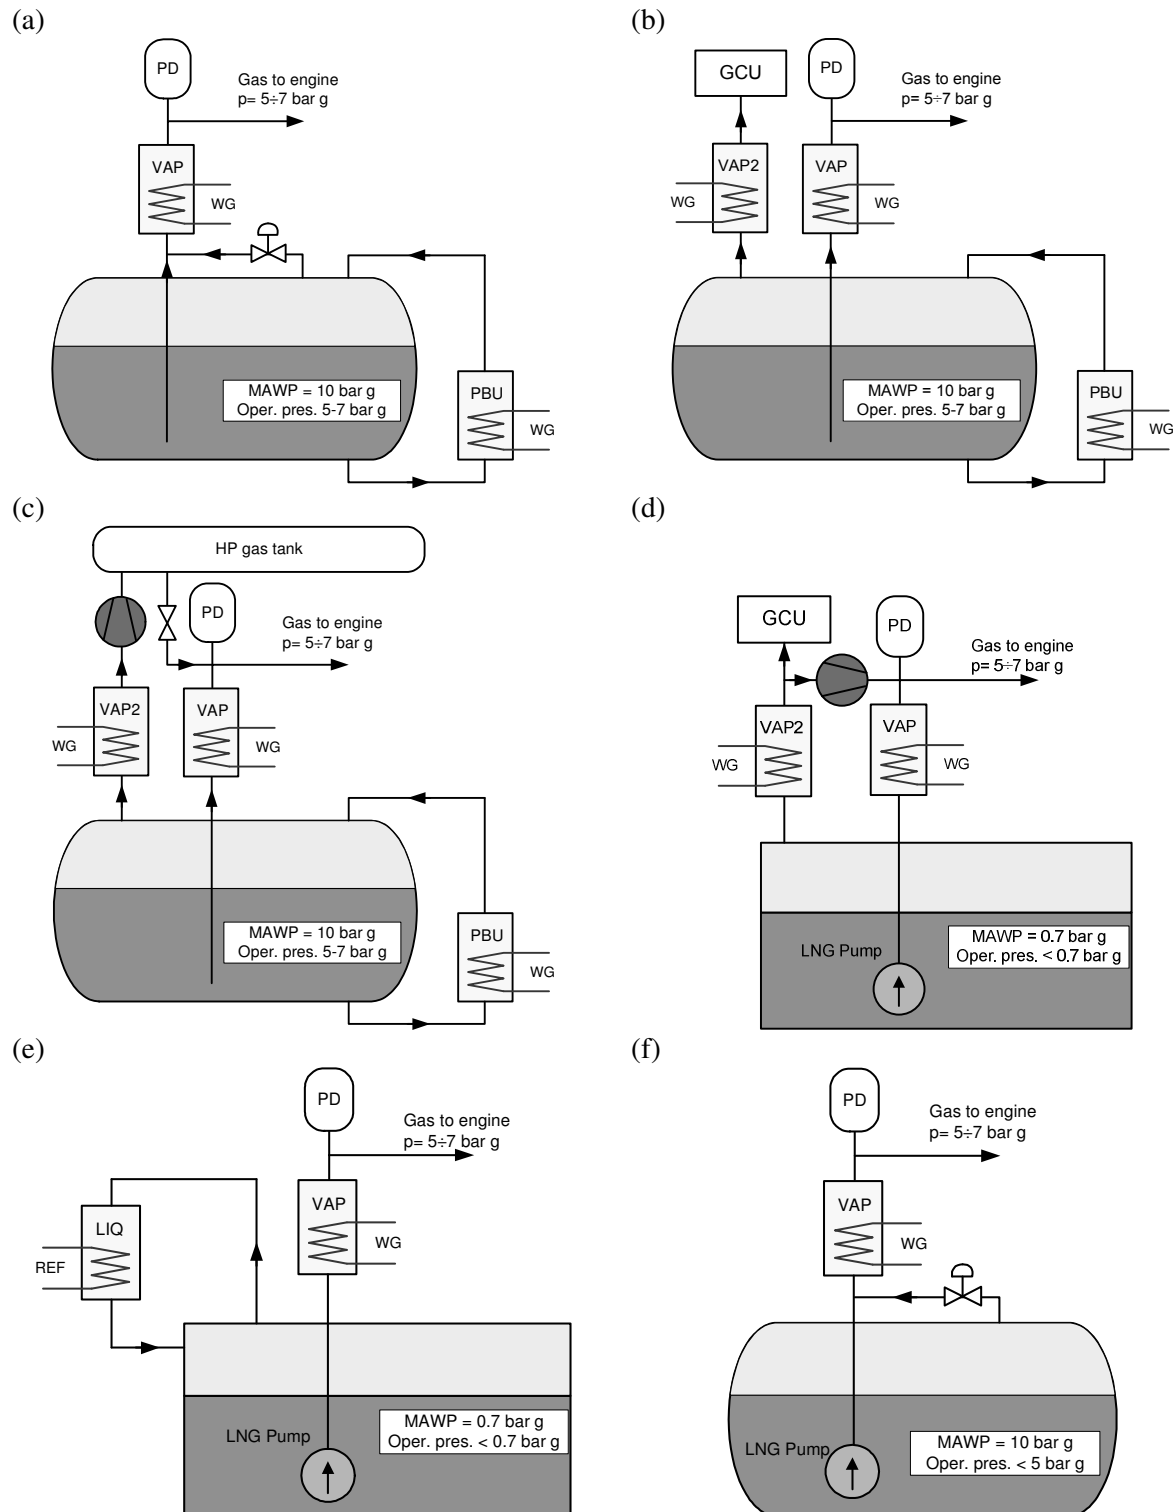 (a)
PD
Gas to engine
p= 5÷7 bar g
VAP
WG
MAWP = 10 bar g
Oper. pres. 5-7 bar g
PBU
WG
(b)
GCU
PD
Gas to engine
p= 5÷7 bar g
VAP2
VAP
WG
WG
MAWP = 10 bar g
Oper. pres. 5-7 bar g
PBU
WG
(c)
HP gas tank
PD
Gas to engine
p= 5÷7 bar g
VAP2
VAP
WG
WG
MAWP = 10 bar g
Oper. pres. 5-7 bar g
PBU
WG
(d)
GCU
PD
Gas to engine
p= 5÷7 bar g
VAP2
VAP
WG
WG
LNG Pump
MAWP = 0.7 bar g
Oper. pres. < 0.7 bar g
(e)
PD
Gas to engine
p= 5÷7 bar g
VAP
LIQ
WG
REF
LNG Pump
MAWP = 0.7 bar g
Oper. pres. < 0.7 bar g
(f)
PD
Gas to engine
p= 5÷7 bar g
VAP
WG
LNG Pump
MAWP = 10 bar g
Oper. pres. < 5 bar g